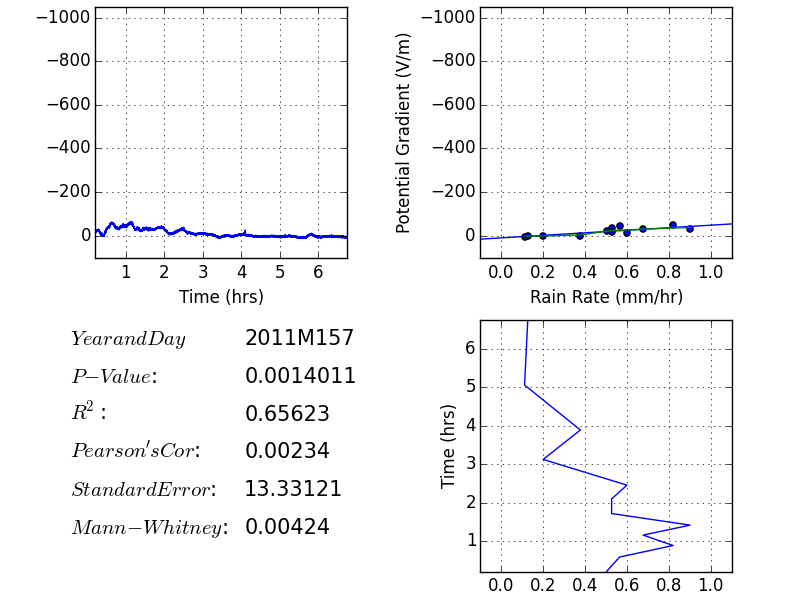 −1000
−800
−600
−400
−200
0
1 2 3 4 5 6
Time (hrs)
Potential Gradient (V/m)
−1000
−800
−600
−400
−200
0
0.0 0.2 0.4 0.6 0.8 1.0
Rain Rate (mm/hr)
YearandDay 2011M157
P−Value: 0.0014011
R²: 0.65623
Pearson'sCor: 0.00234
StandardError: 13.33121
Mann−Whitney: 0.00424
Time (hrs)
6
5
4
3
2
1
0.0 0.2 0.4 0.6 0.8 1.0